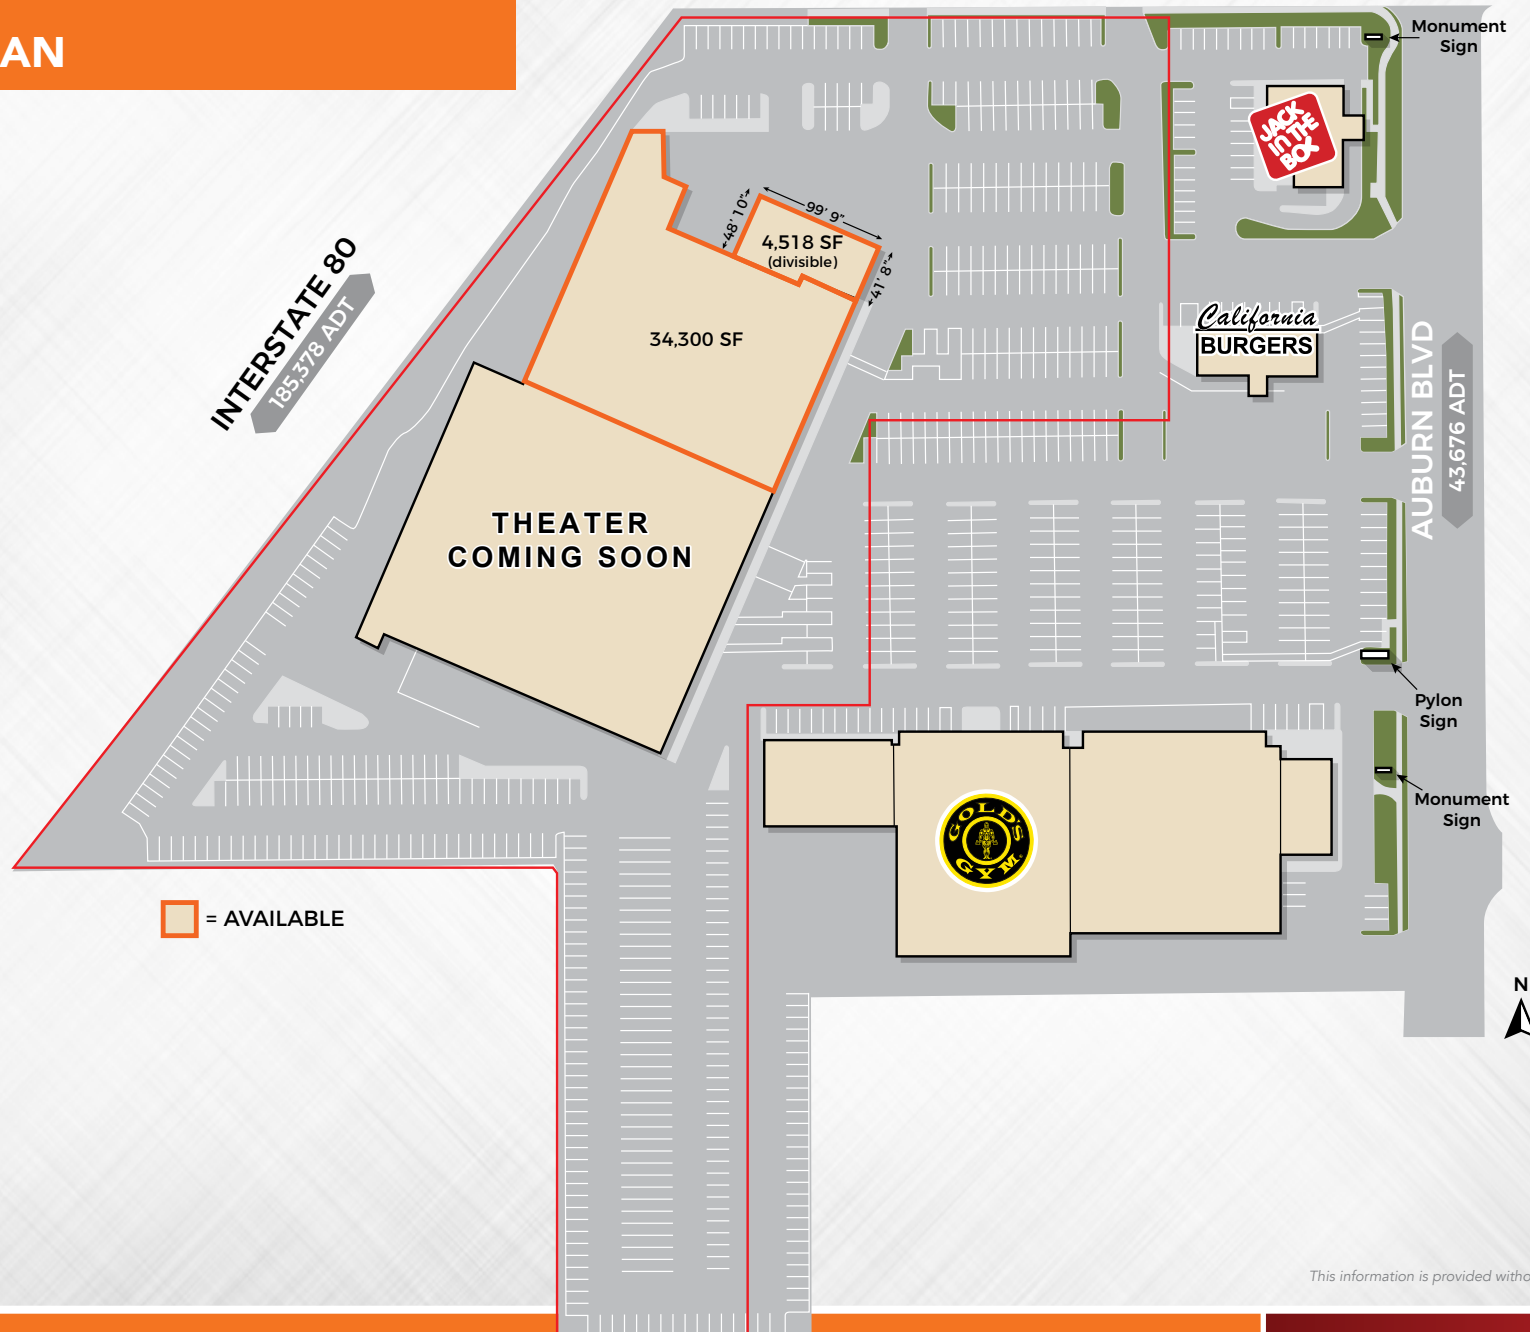 AN
Monument
Sign
JACK
IN THE
BOX
48' 10"
99' 9"
4,518 SF
(divisible)
41' 8"
INTERSTATE 80
185,378 ADT
34,300 SF
California
BURGERS
AUBURN BLVD
43,676 ADT
THEATER
COMING SOON
Pylon
Sign
Monument
Sign
GOLD'S
GYM
= AVAILABLE
N
This information is provided witho